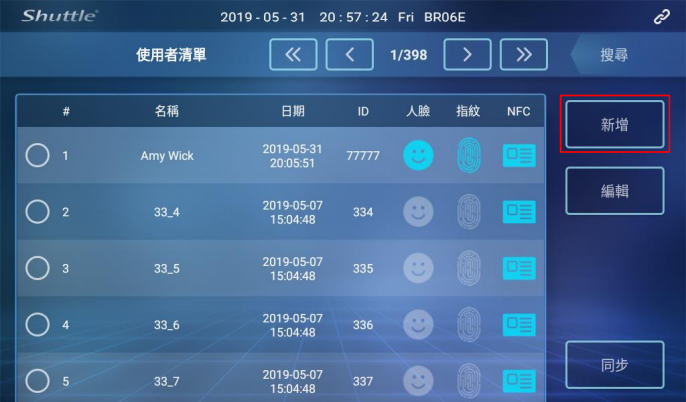 Shuttle 2019-05-31 20:57:24 Fri BR06E
使用者清單 1/398 搜尋
# 名稱 日期 ID 人臉 指紋 NFC
新增
1 Amy Wick 2019-05-31 20:05:51 77777
編輯
2 33_4 2019-05-07 15:04:48 334
3 33_5 2019-05-07 15:04:48 335
4 33_6 2019-05-07 15:04:48 336
同步
5 33_7 2019-05-07 15:04:48 337